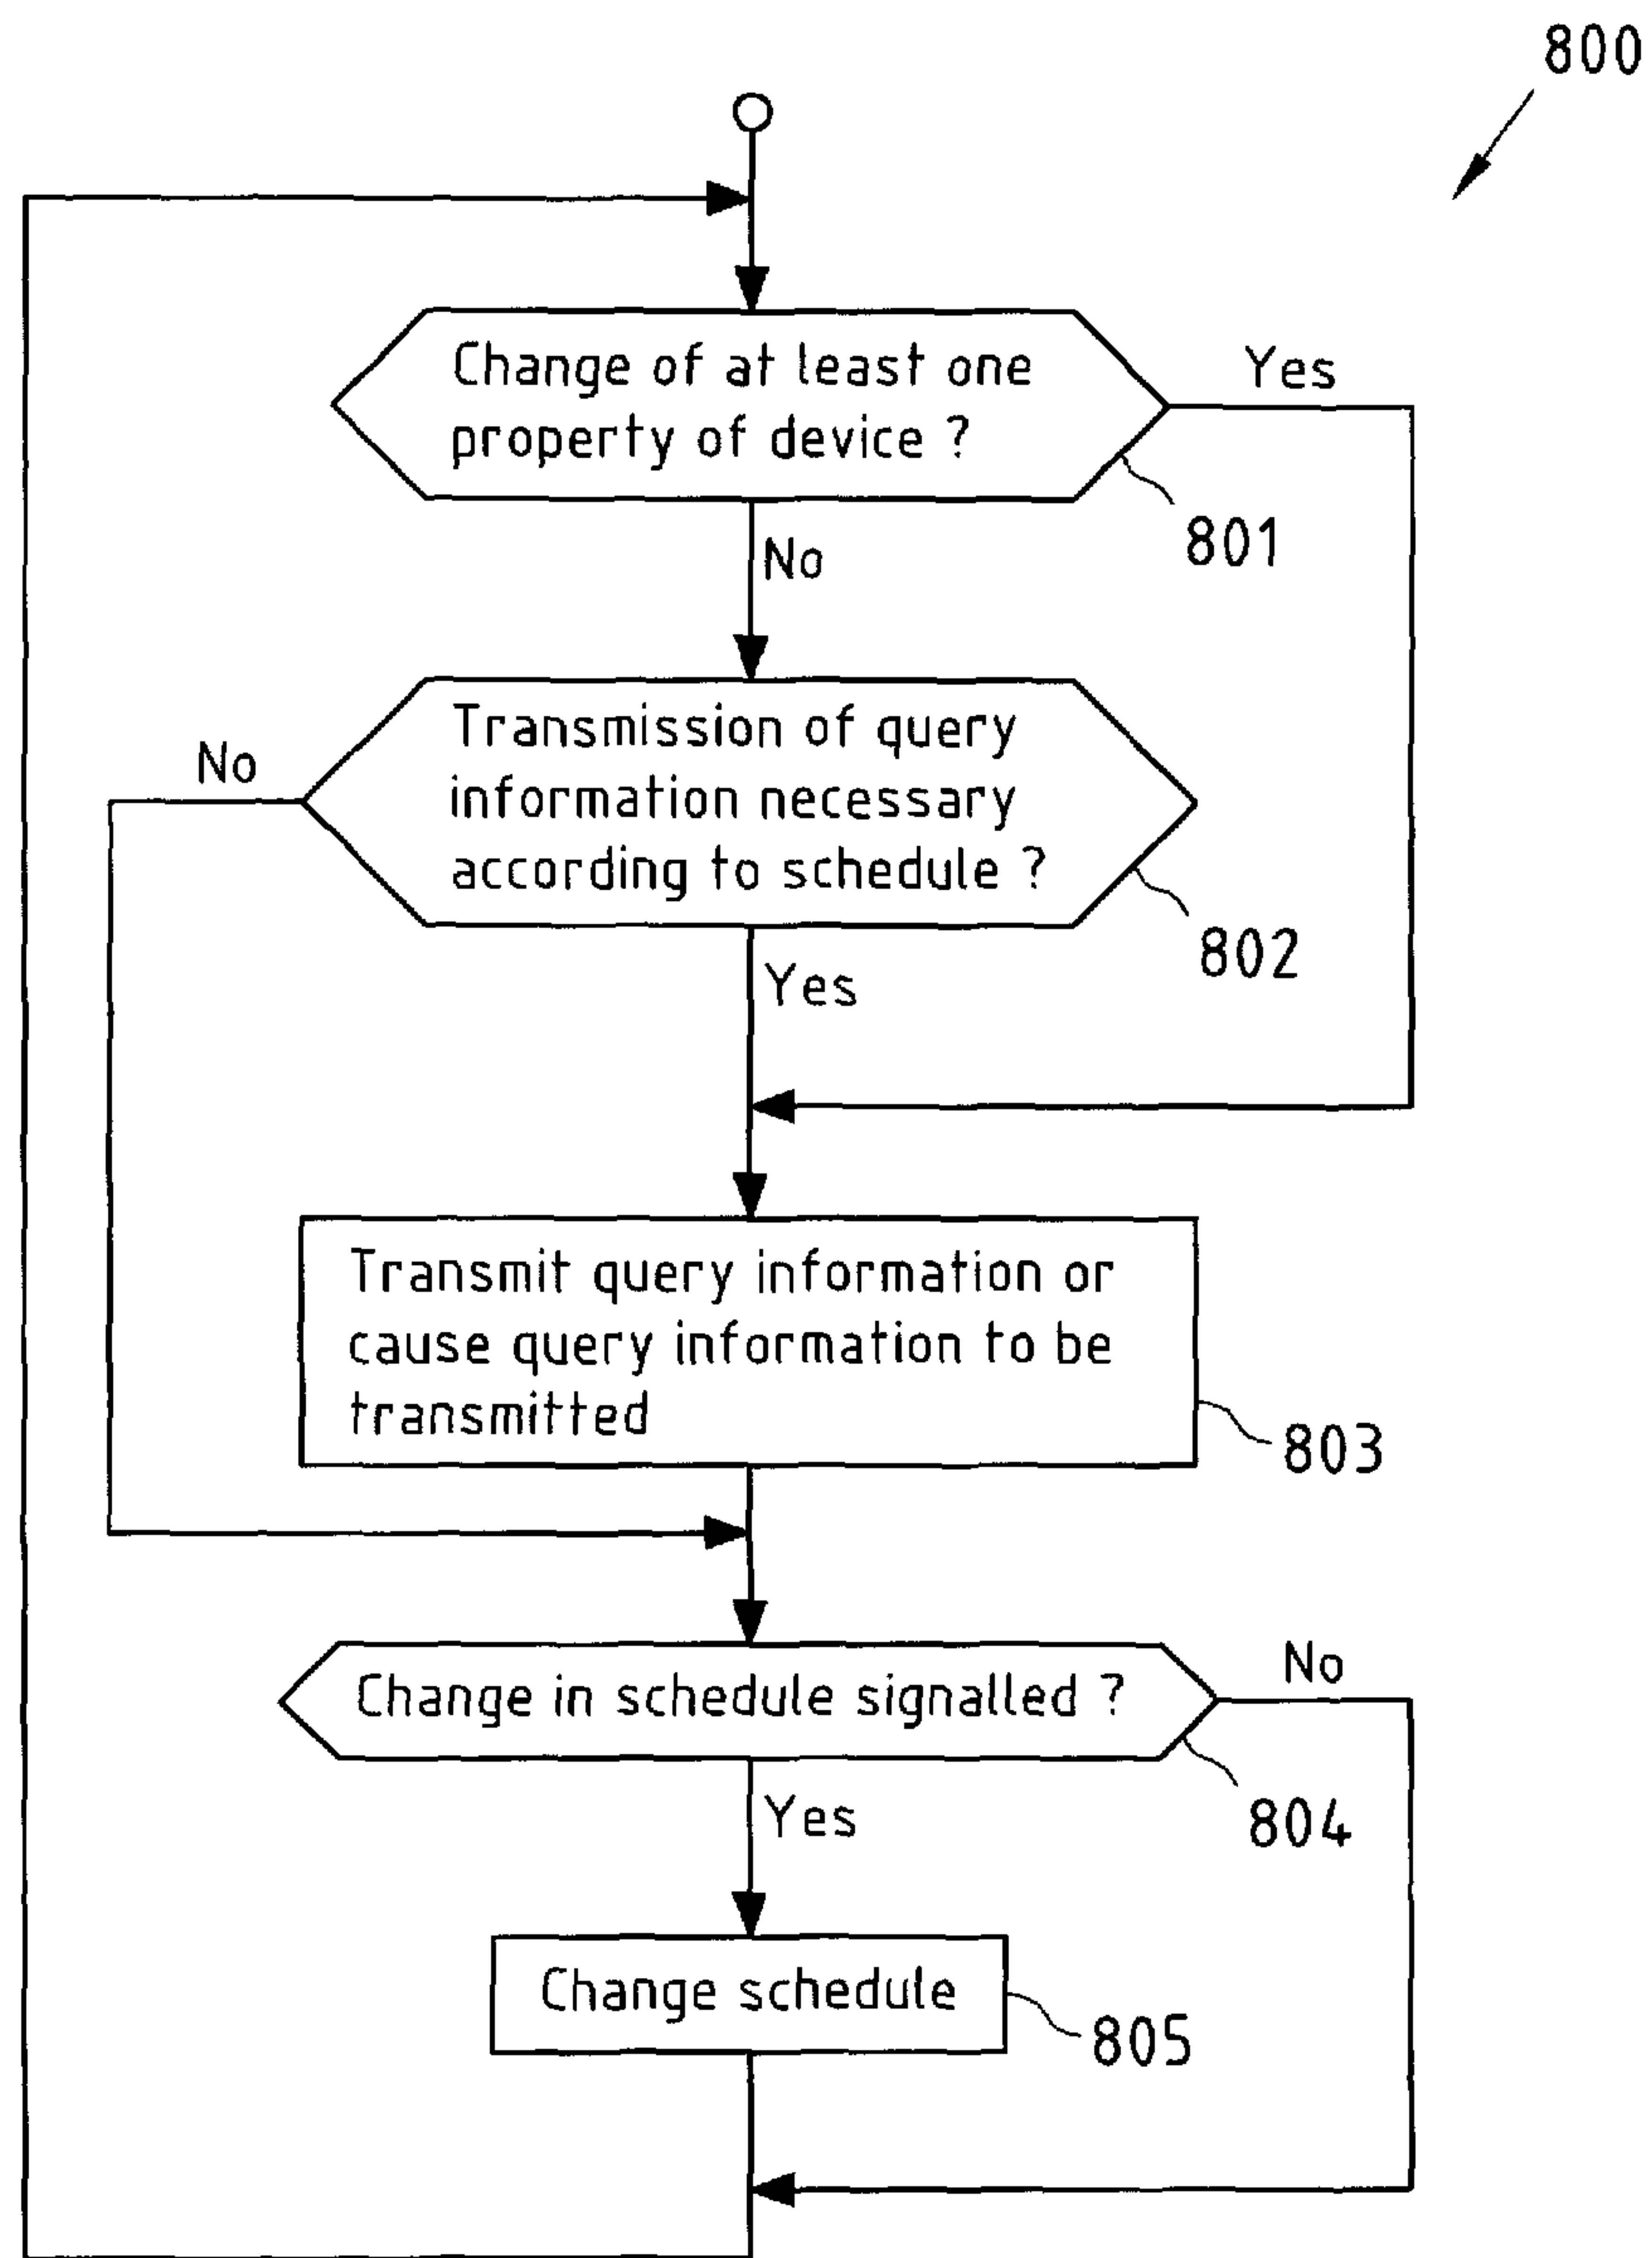 800
Change of at least one
property of device ?
Yes
801
No
Transmission of query
information necessary
according to schedule ?
No
802
Yes
Transmit query information or
cause query information to be
transmitted
803
Change in schedule signalled ?
No
804
Yes
Change schedule
805